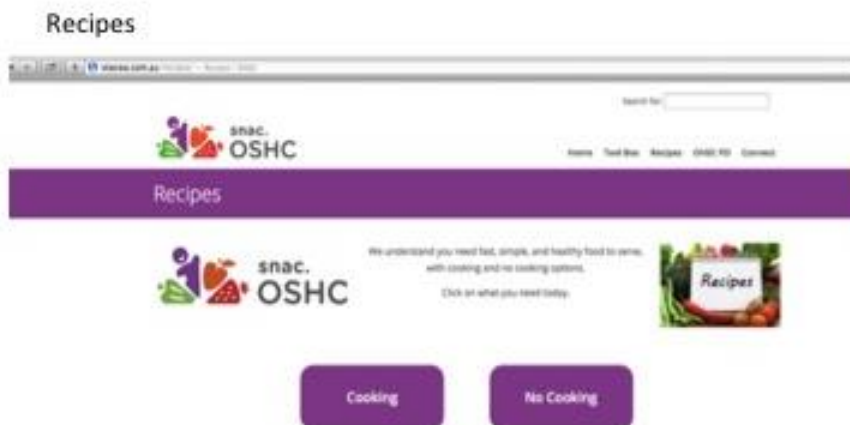 Recipes
Search for
snac.
OSHC
Home Tool Box Recipes OSHC PD Connect
Recipes
We understand you need fast, simple, and healthy food to serve,
with cooking and no cooking options.
Click on what you need today.
snac.
OSHC
Recipes
Cooking
No Cooking